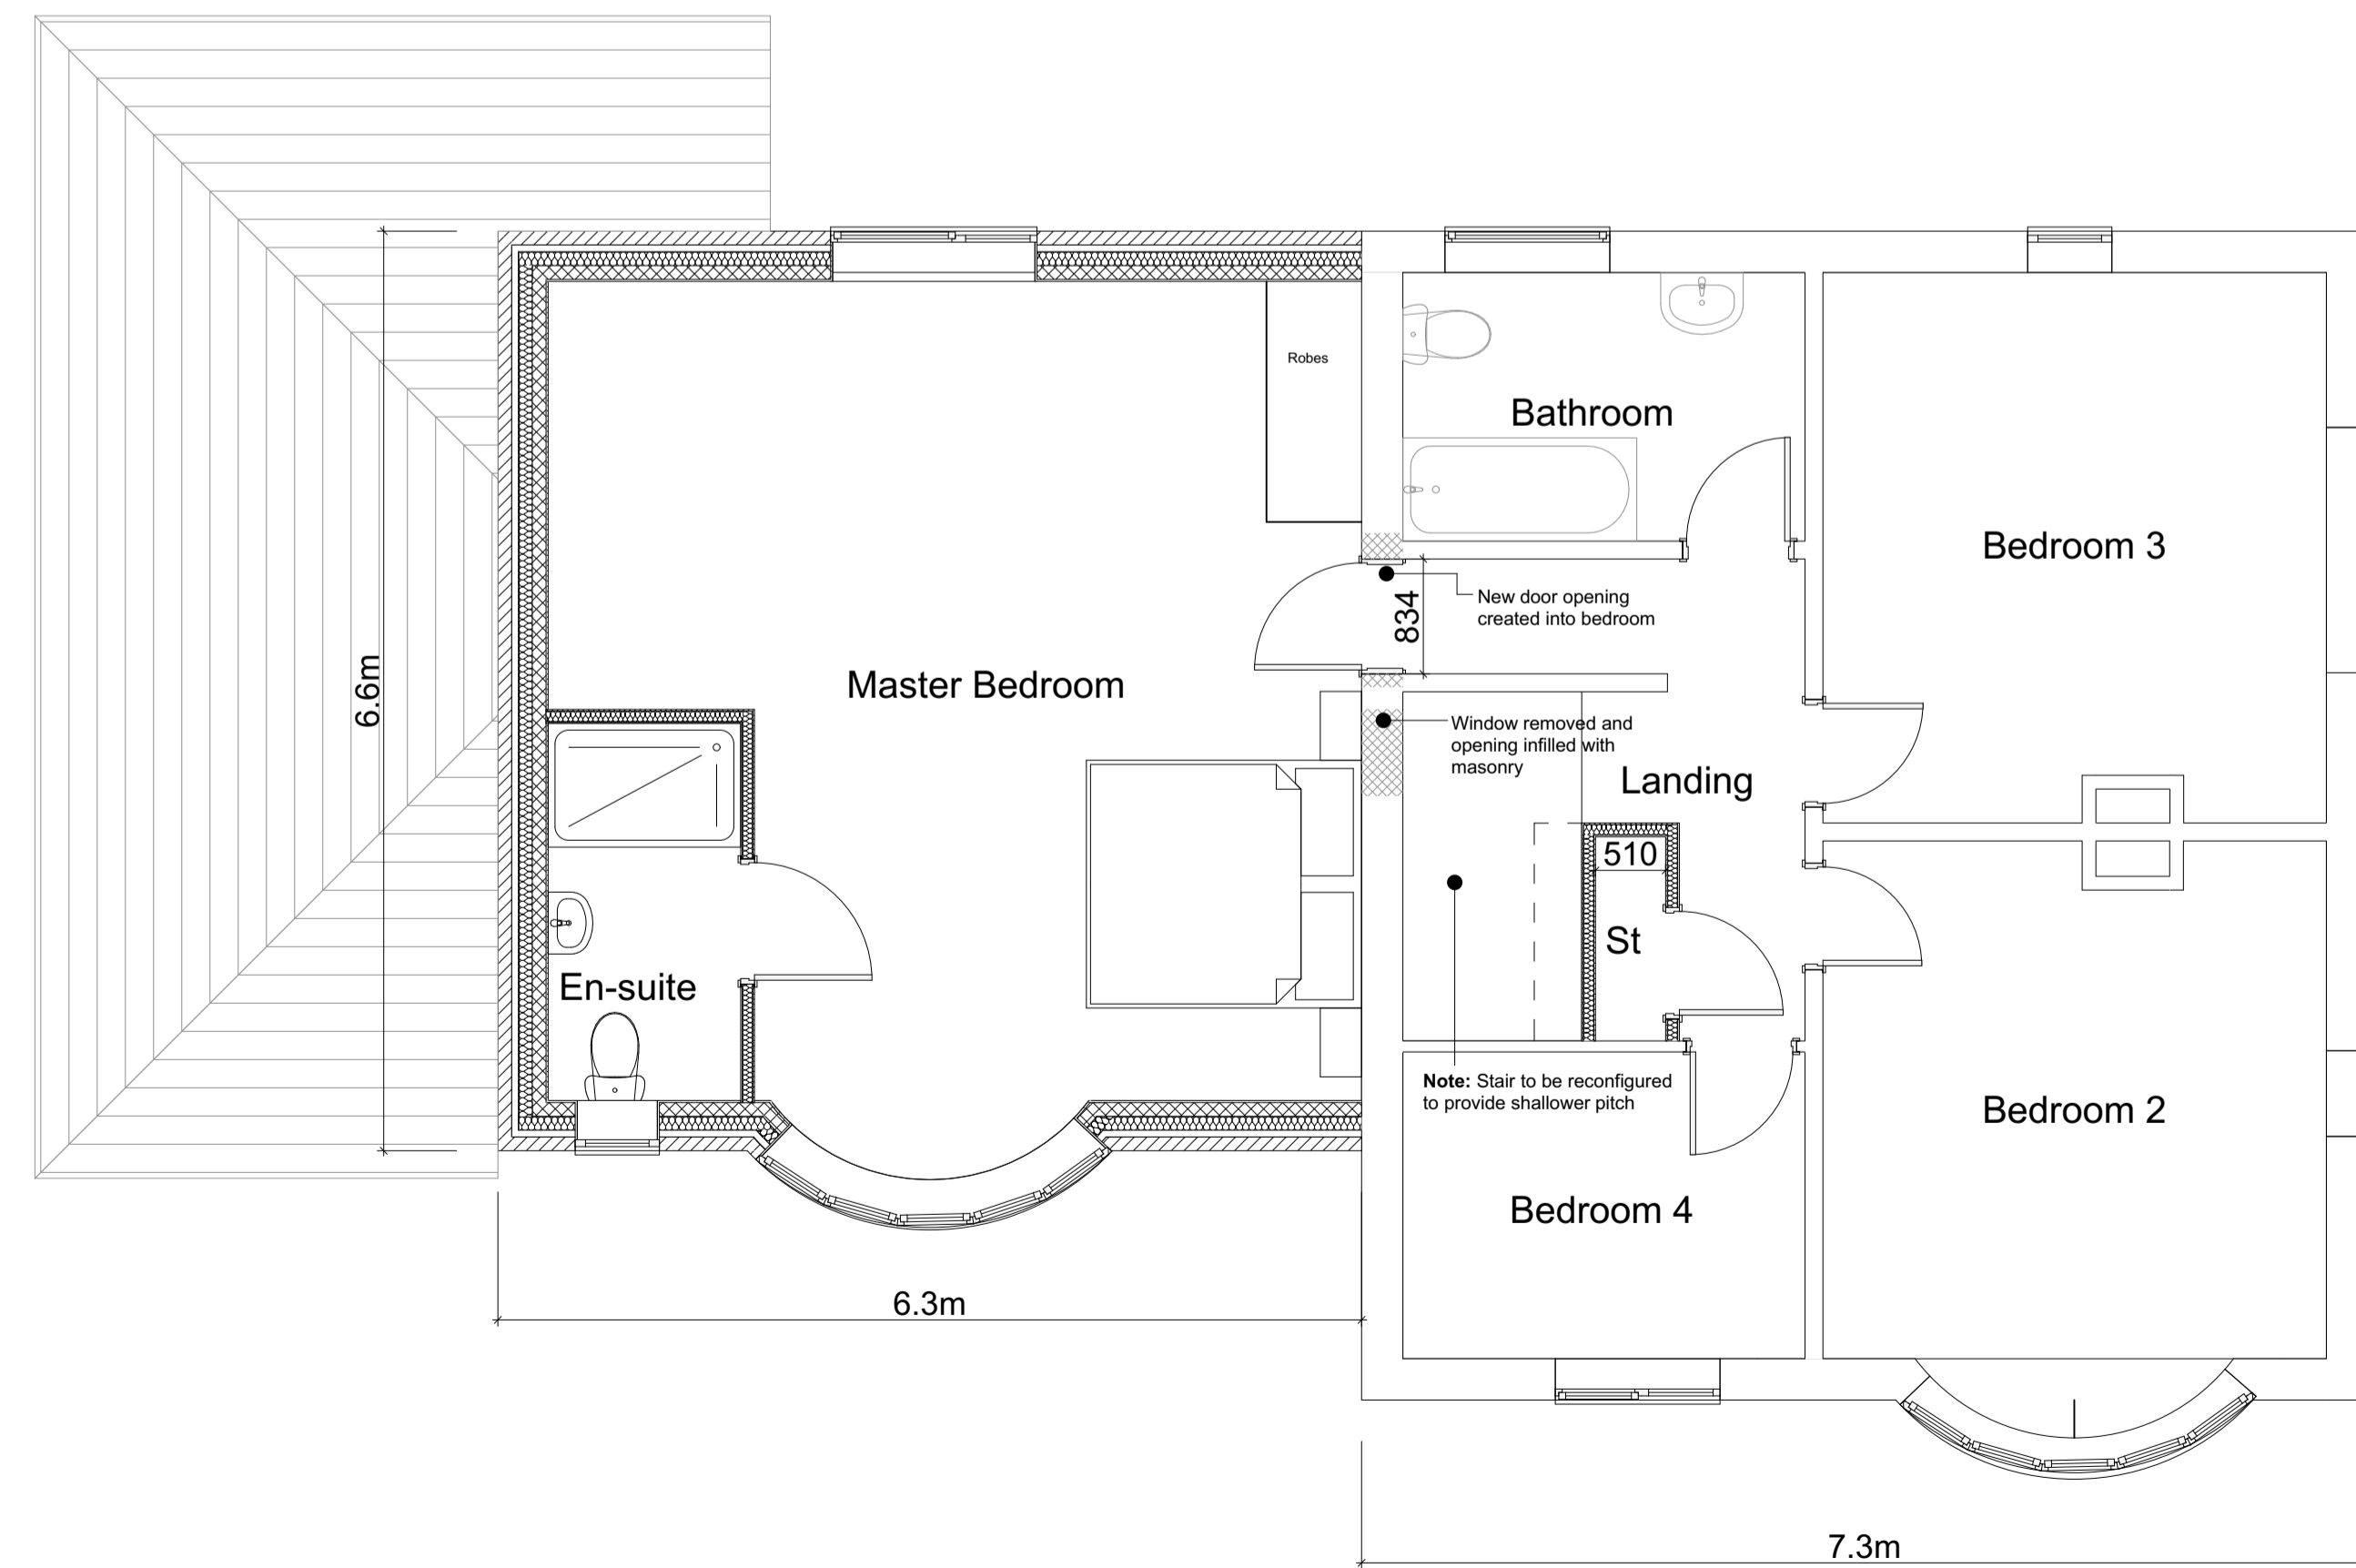 Robes
Bathroom
Bedroom 3
New door opening
created into bedroom
834
6.6m
Master Bedroom
Window removed and
opening infilled with
masonry
Landing
510
St
En-suite
Note: Stair to be reconfigured
to provide shallower pitch
Bedroom 2
Bedroom 4
6.3m
7.3m